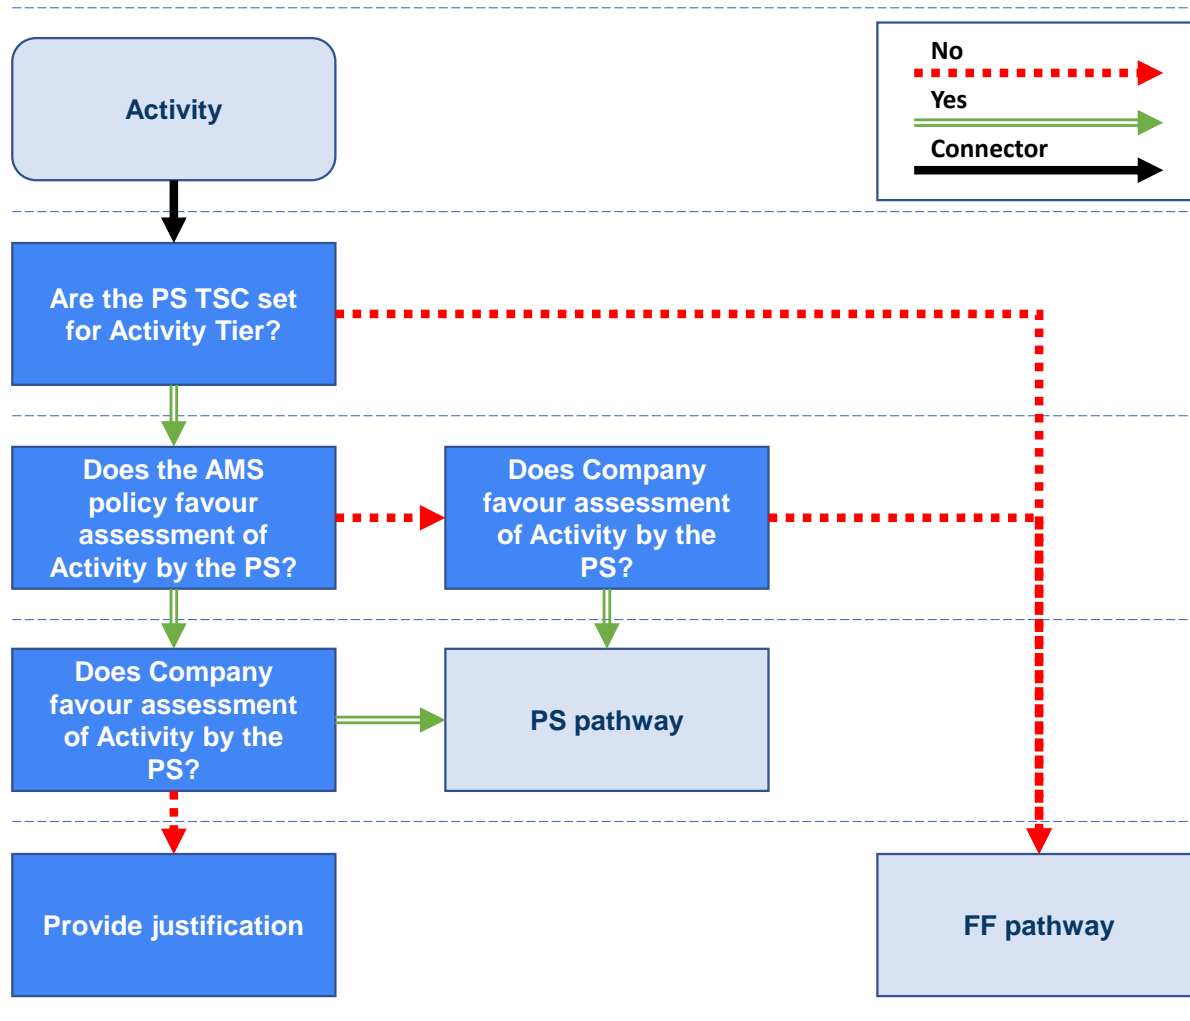 Activity
No
Yes
Connector
Are the PS TSC set
for Activity Tier?
Does the AMS
policy favour
assessment of
Activity by the PS?
Does Company
favour assessment
of Activity by the
PS?
Does Company
favour assessment
of Activity by the
PS?
PS pathway
Provide justification
FF pathway